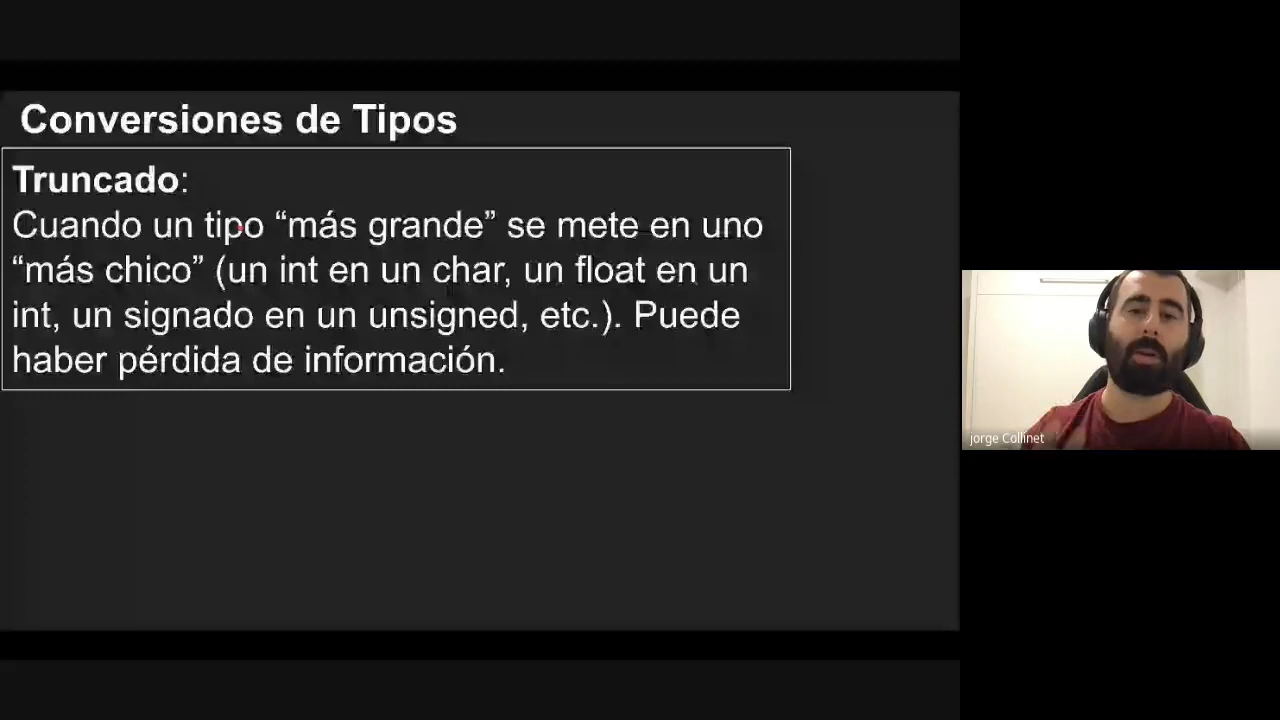 Conversiones de Tipos
Truncado:
Cuando un tipo “más grande” se mete en uno
“más chico” (un int en un char, un float en un
int, un signado en un unsigned, etc.). Puede
haber pérdida de información.
jorge Collinet